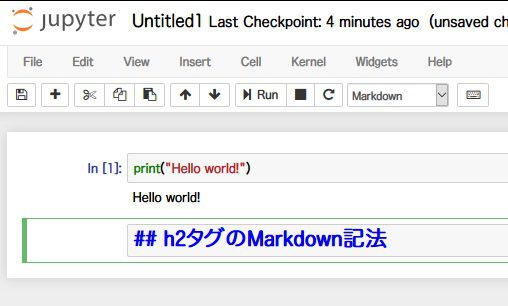 jupyter Untitled1 Last Checkpoint: 4 minutes ago (unsaved ch
File Edit View Insert Cell Kernel Widgets Help
Run Markdown
In [1]: print("Hello world!")
Hello world!
## h2タグのMarkdown記法